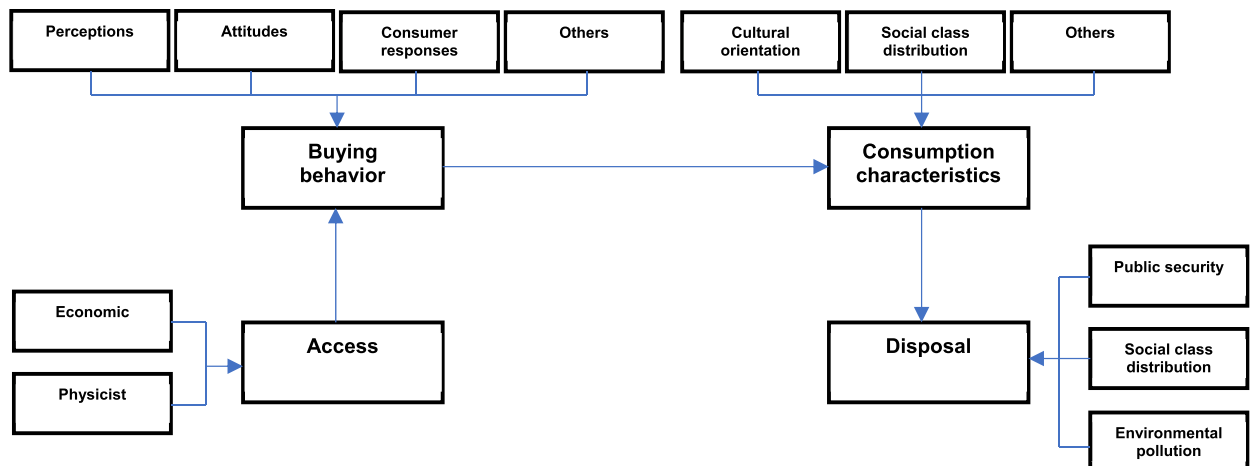 Perceptions
Attitudes
Consumer
responses
Others
Cultural
orientation
Social class
distribution
Others
Buying
behavior
Consumption
characteristics
Economic
Physicist
Access
Disposal
Public security
Social class
distribution
Environmental
pollution